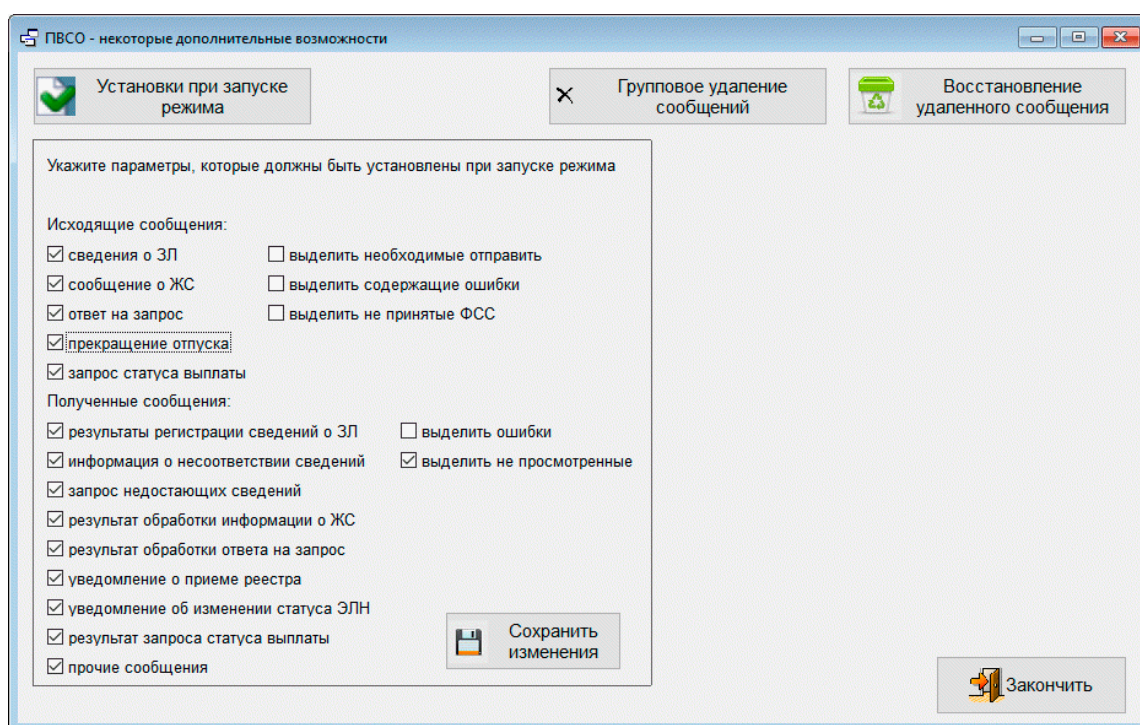 ПВСО - некоторые дополнительные возможности
Установки при запуске
режима
Групповое удаление
сообщений
Восстановление
удаленного сообщения
Укажите параметры, которые должны быть установлены при запуске режима
Исходящие сообщения:
сведения о ЗЛ
выделить необходимые отправить
сообщение о ЖС
выделить содержащие ошибки
ответ на запрос
выделить не принятые ФСС
прекращение отпуска
запрос статуса выплаты
Полученные сообщения:
результаты регистрации сведений о ЗЛ
выделить ошибки
информация о несоответствии сведений
выделить не просмотренные
запрос недостающих сведений
результат обработки информации о ЖС
результат обработки ответа на запрос
уведомление о приеме реестра
уведомление об изменении статуса ЭЛН
результат запроса статуса выплаты
прочие сообщения
Сохранить
изменения
Закончить